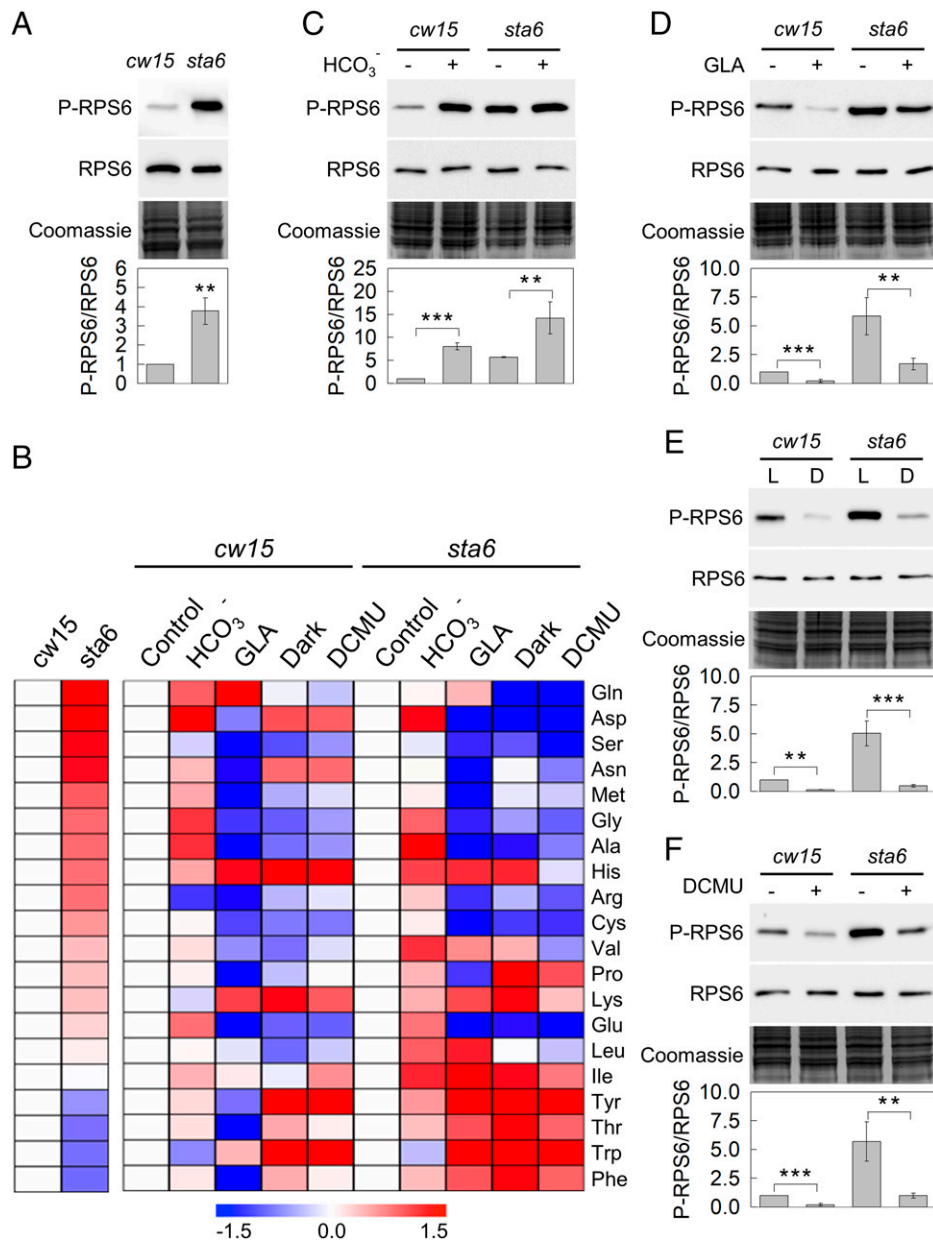 A
cw15 sta6
P-RPS6
RPS6
Coomassie
P-RPS6/RPS6
6
5
4
3
2
1
0
**
C
cw15 sta6
HCO3-
- + - +
P-RPS6
RPS6
Coomassie
P-RPS6/RPS6
25
20
15
10
5
0
***
**
D
cw15 sta6
GLA
- + - +
P-RPS6
RPS6
Coomassie
P-RPS6/RPS6
10.0
7.5
5.0
2.5
0.0
***
**
B
cw15 sta6
cw15
sta6
Control
HCO3-
GLA
Dark
DCMU
Control
HCO3-
GLA
Dark
DCMU
Gln
Asp
Ser
Asn
Met
Gly
Ala
His
Arg
Cys
Val
Pro
Lys
Glu
Leu
Ile
Tyr
Thr
Trp
Phe
-1.5 0.0 1.5
E
cw15 sta6
L D L D
P-RPS6
RPS6
Coomassie
P-RPS6/RPS6
10.0
7.5
5.0
2.5
0.0
**
***
F
cw15 sta6
DCMU
- + - +
P-RPS6
RPS6
Coomassie
P-RPS6/RPS6
10.0
7.5
5.0
2.5
0.0
***
**